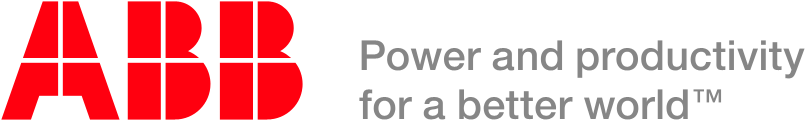 ABB
Power and productivity
for a better world™